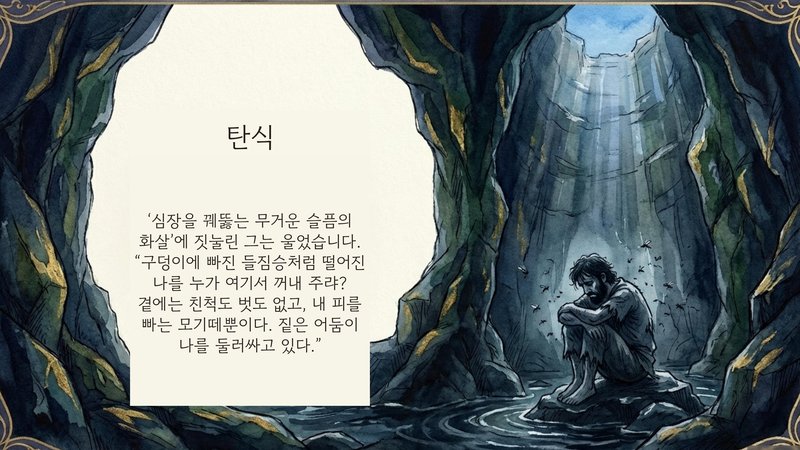 탄식
‘심장을 꿰뚫는 무거운 슬픔의
화살’에 짓눌린 그는 울었습니다.
“구덩이에 빠진 들짐승처럼 떨어진
나를 누가 여기서 꺼내 주랴?
곁에는 친척도 벗도 없고, 내 피를
빠는 모기떼뿐이다. 짙은 어둠이
나를 둘러싸고 있다.”